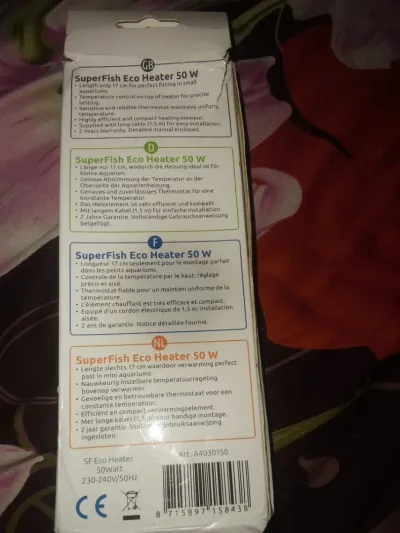 GB
SuperFish Eco Heater 50 W
• Length only 17 cm for perfect fitting in small
aquariums.
• Temperature control on top of heater for precise
setting.
• Sensitive and reliable thermostat maintains uniform
temperature.
• Highly efficient and compact heating element.
• Supplied with long cable (1,5 m) for easy installation.
• 2 Years Warranty. Detailed manual enclosed.
D
SuperFish Eco Heater 50 W
• Länge nur 17 cm, wodurch die Heizung ideal ist für
kleine Aquarien.
• Genaue Abstimmung der Temperatur an der
Oberseite der Aquarienheizung.
• Genaues und zuverlässiges Thermostat für eine
konstante Temperatur.
• Das Heizelement ist sehr effizient und kompakt.
• Mit langem Kabel (1,5 m) für einfache Installation.
• 2 Jahre Garantie. Vollständige Gebrauchsanweisung
beigefügt.
F
SuperFish Eco Heater 50 W
• Longueur 17 cm seulement pour le montage parfait
dans les petits aquariums.
• Controle de la température par le haut; réglage
précis et aisé.
• Thermostat fiable pour un maintien uniforme de la
température.
• L'élément chauffant est très efficace et compact.
• Equipé d'un cordon électrique de 1,5 m: installation
aisée.
• 2 ans de garantie. Notice détaillée fournie.
NL
SuperFish Eco Heater 50 W
• Lengte slechts 17 cm waardoor verwarming perfect
past in mini aquariums.
• Nauwkeurig instelbare temperatuurregeling
bovenop verwarmer.
• Gevoelige en betrouwbare thermostaat voor een
constante temperatuur.
• Efficient en compact verwarmingselement.
• Met lange kabel (1,5 m) voor handige montage.
• 2 jaar garantie. Volledige gebruiksaanwijzing
ingesloten.
SF Eco Heater
50Watt
230-240V/50Hz
Art. A4030150
CE
8 715897 158438